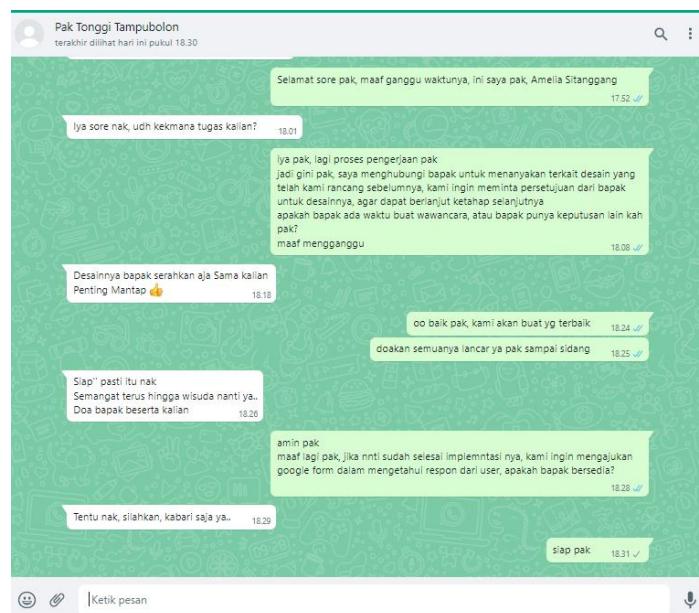 Pak Tonggi Tampubolon
terakhir dilihat hari ini pukul 18.30
Selamat sore pak, maaf ganggu waktunya, ini saya pak, Amelia Sitanggang
17.52
Iya sore nak, udh kekmana tugas kalian?
18.01
Iya pak, lagi proses pengerjaan pak
jadi gini pak, saya menghubungi bapak untuk menanyakan terkait desain yang
telah kami rancang sebelumnya, kami ingin meminta persetujuan dari bapak
untuk desainnya, agar dapat berlanjut ketahap selanjutnya
apakah bapak ada waktu buat wawancara, atau bapak punya keputusan lain kah
pak?
maaf mengganggu
18.08
Desainnya bapak serahkan aja Sama kalian
Penting Mantap 👍
18.18
oo baik pak, kami akan buat yg terbaik
18.24
doakan semuanya lancar ya pak sampai sidang
18.25
Siap'' pasti itu nak
Semangat terus hingga wisuda nanti ya..
Doa bapak beserta kalian
18.26
amin pak
maaf lagi pak, jika nnti sudah selesai implemntasi nya, kami ingin mengajukan
google form dalam mengetahui respon dari user, apakah bapak bersedia?
18.28
Tentu nak, silahkan, kabari saja ya..
18.29
siap pak
18.31
Ketik pesan